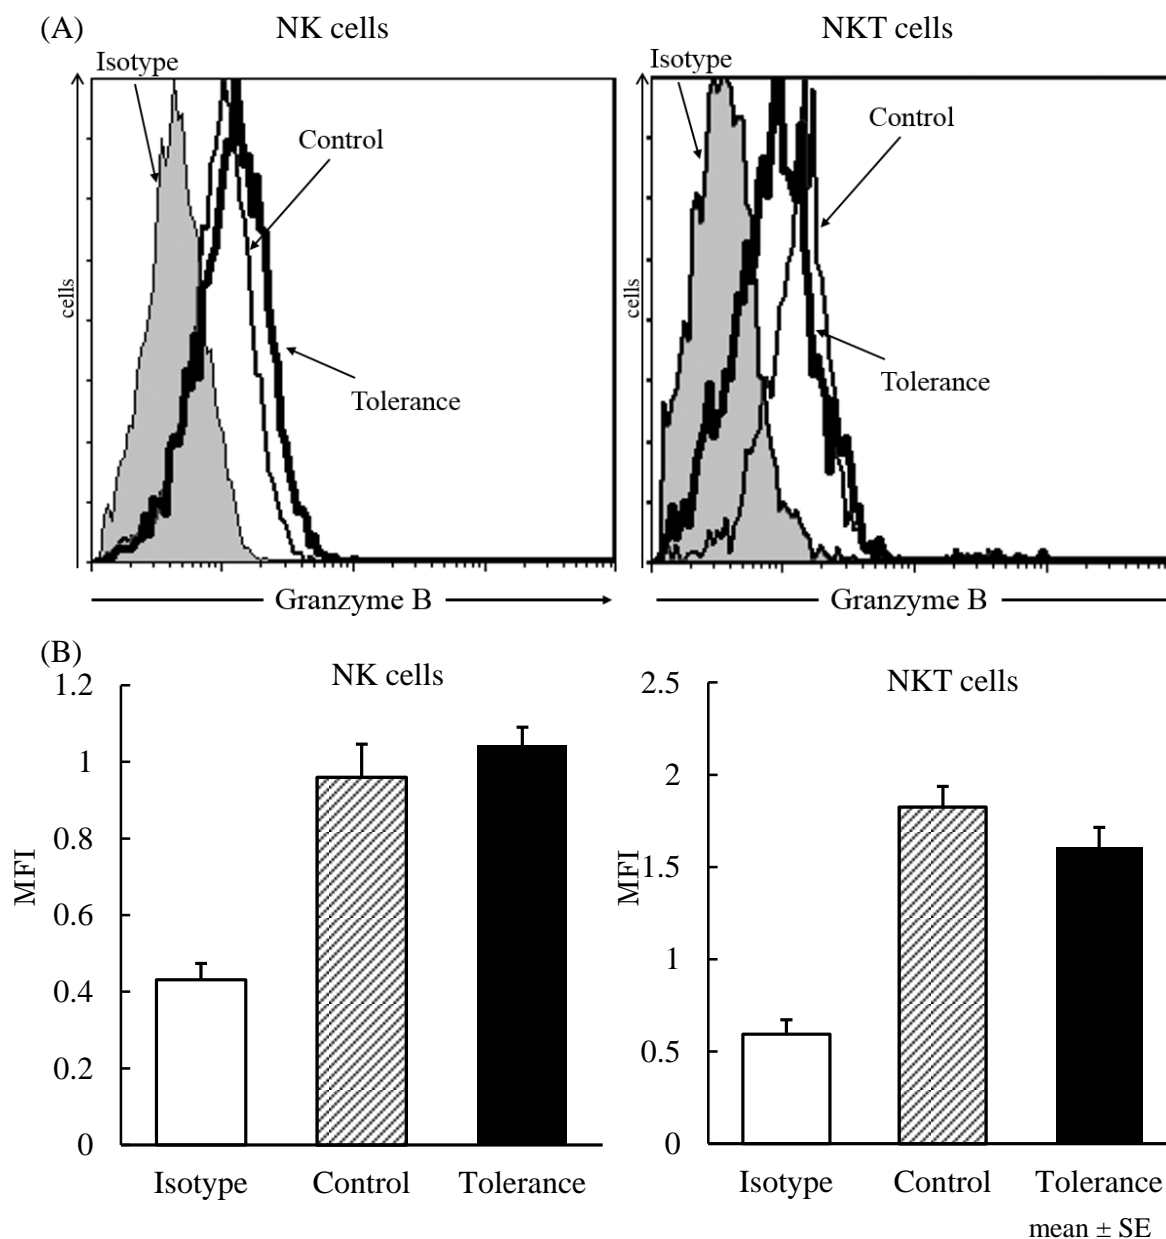 (A)
NK cells
Isotype
Control
Tolerance
cells
Granzyme B
NKT cells
Isotype
Control
Tolerance
cells
Granzyme B
(B)
NK cells
1.2
1
0.8
0.6
0.4
0.2
0
MFI
Isotype Control Tolerance
NKT cells
2.5
2
1.5
1
0.5
0
MFI
Isotype Control Tolerance
mean ± SE